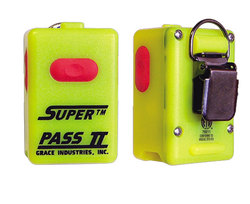 SUPER™
PASS II
GRACE INDUSTRIES, INC.